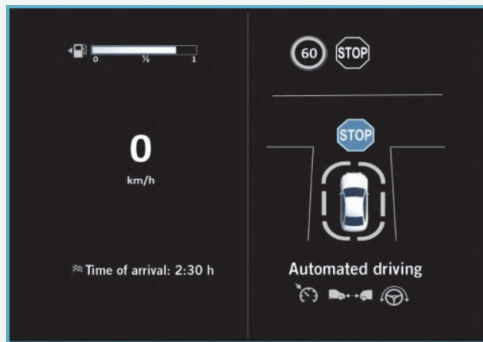 0 ½ 1
0
km/h
Time of arrival: 2:30 h
60 STOP
STOP
Automated driving